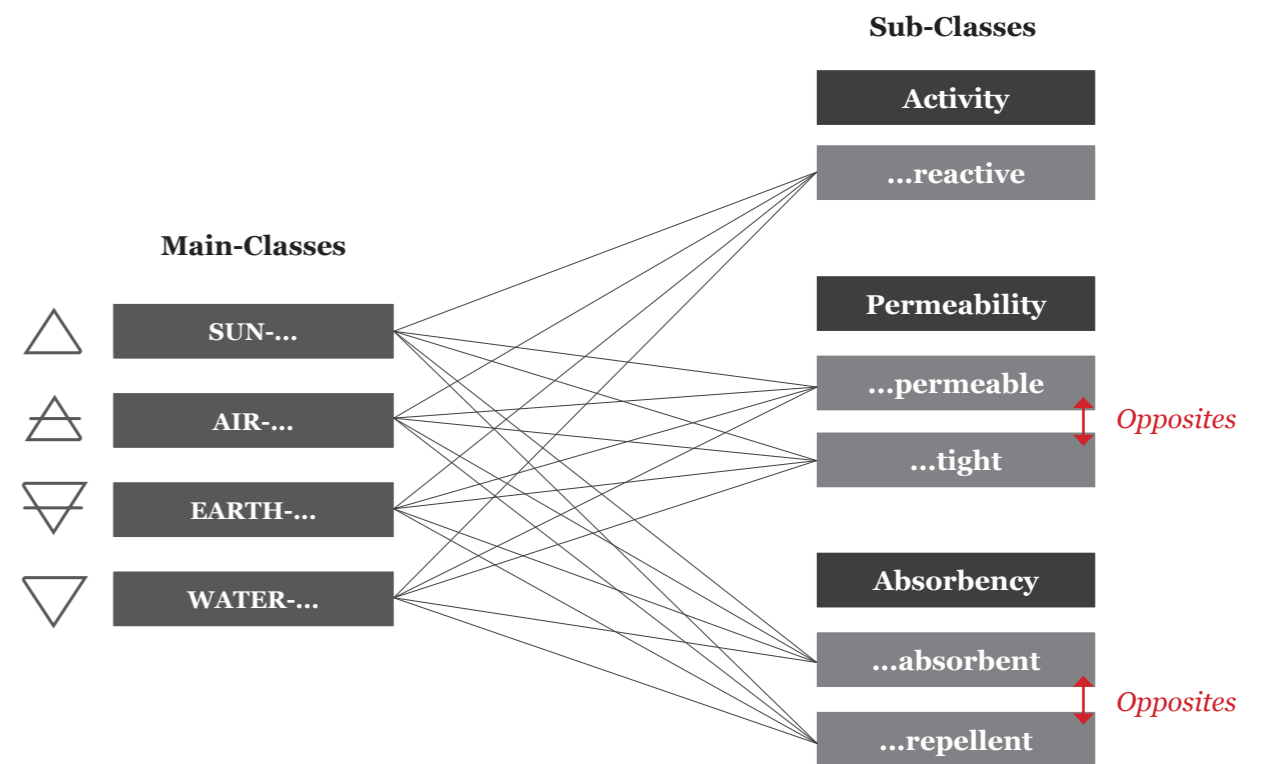 Sub-Classes
Activity
...reactive
Main-Classes
Permeability
SUN-...
...permeable
AIR-...
Opposites
...tight
EARTH-...
Absorbency
WATER-...
...absorbent
Opposites
...repellent